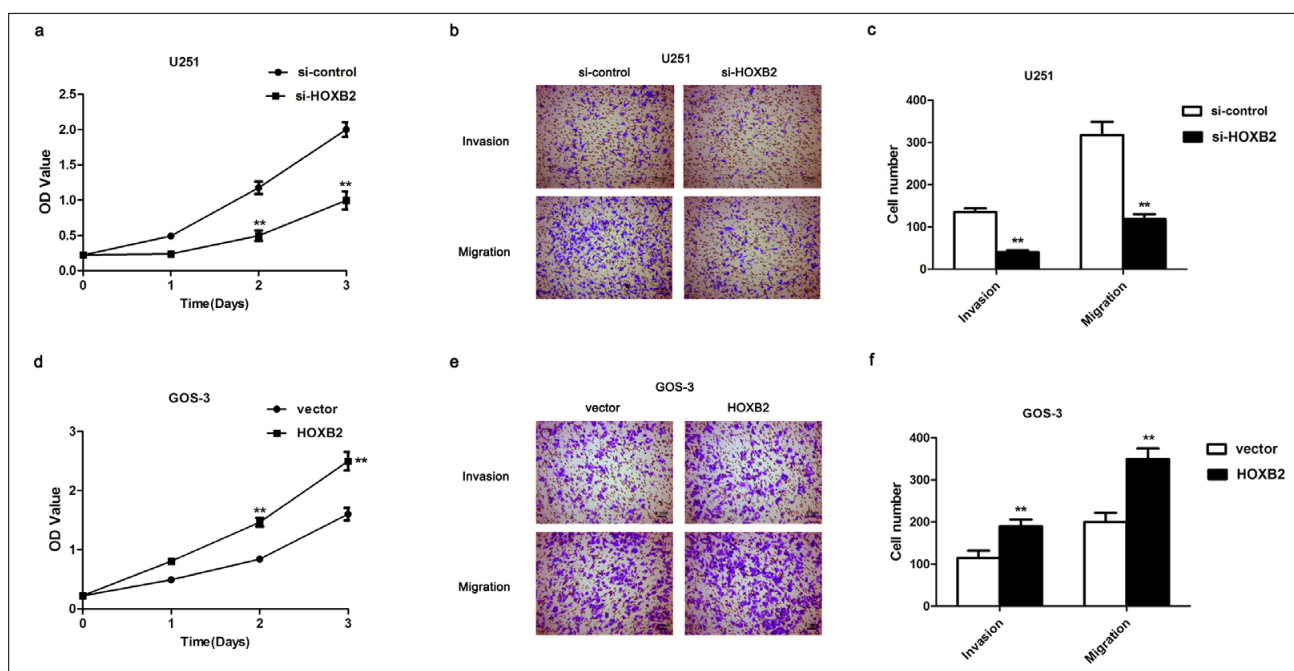 a
U251
si-control
si-HOXB2
2.5
2.0
1.5
1.0
0.5
0.0
OD Value
**
**
0 1 2 3
Time(Days)
b
U251
si-control si-HOXB2
Invasion
Migration
c
U251
si-control
si-HOXB2
400
300
200
100
0
Cell number
**
**
Invasion
Migration
d
GOS-3
vector
HOXB2
3
2
1
0
OD Value
**
**
0 1 2 3
Time(Days)
e
GOS-3
vector HOXB2
Invasion
Migration
f
GOS-3
vector
HOXB2
400
300
200
100
0
Cell number
**
**
Invasion
Migration